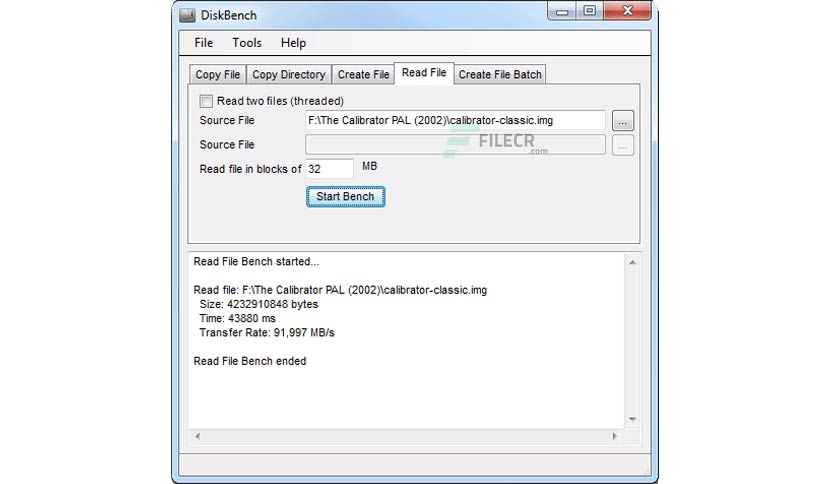 DiskBench
File Tools Help
Copy File Copy Directory Create File Read File Create File Batch
Read two files (threaded)
Source File F:\The Calibrator PAL (2002)\calibrator-classic.img ...
Source File ...
FILECR
.com
Read file in blocks of 32 MB
Start Bench
Read File Bench started...
Read file: F:\The Calibrator PAL (2002)\calibrator-classic.img
Size: 4232910848 bytes
Time: 43880 ms
Transfer Rate: 91,997 MB/s
Read File Bench ended